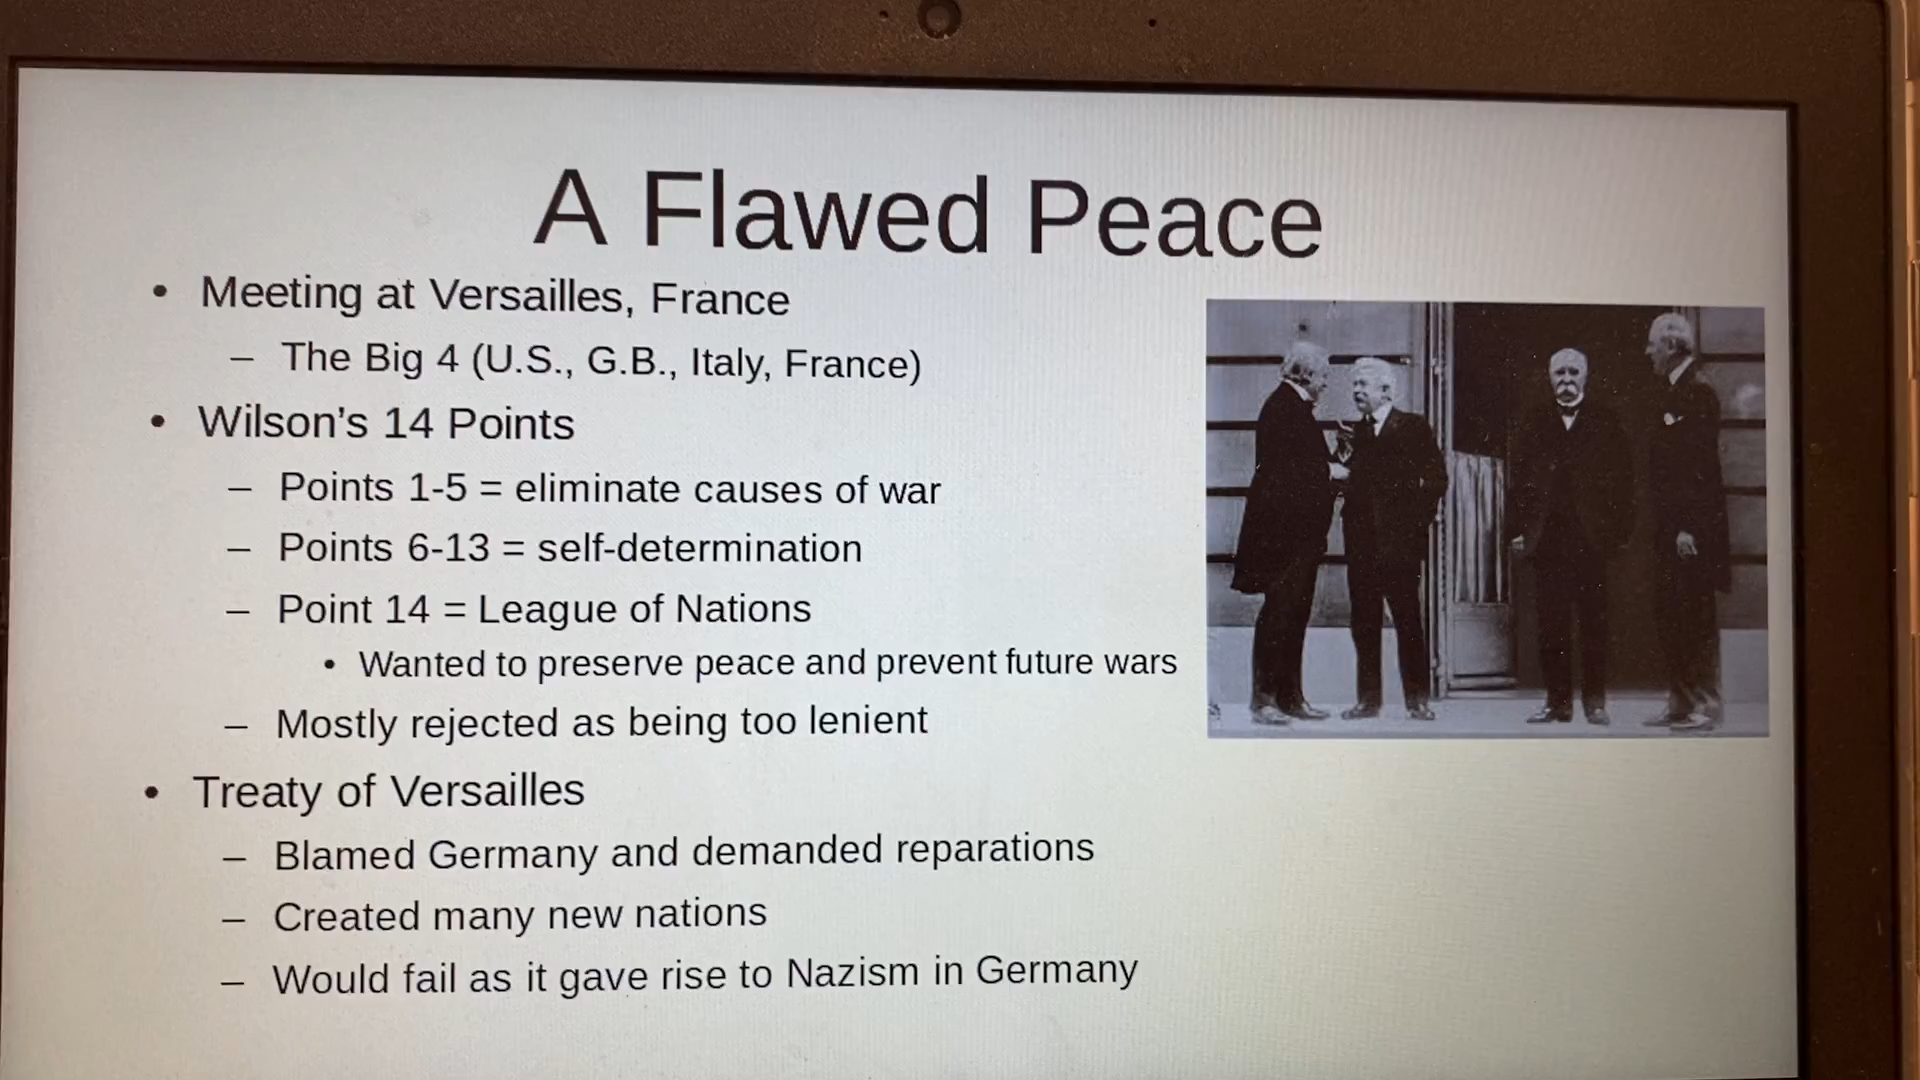 A Flawed Peace
• Meeting at Versailles, France
– The Big 4 (U.S., G.B., Italy, France)
• Wilson's 14 Points
– Points 1-5 = eliminate causes of war
– Points 6-13 = self-determination
– Point 14 = League of Nations
• Wanted to preserve peace and prevent future wars
– Mostly rejected as being too lenient
• Treaty of Versailles
– Blamed Germany and demanded reparations
– Created many new nations
– Would fail as it gave rise to Nazism in Germany